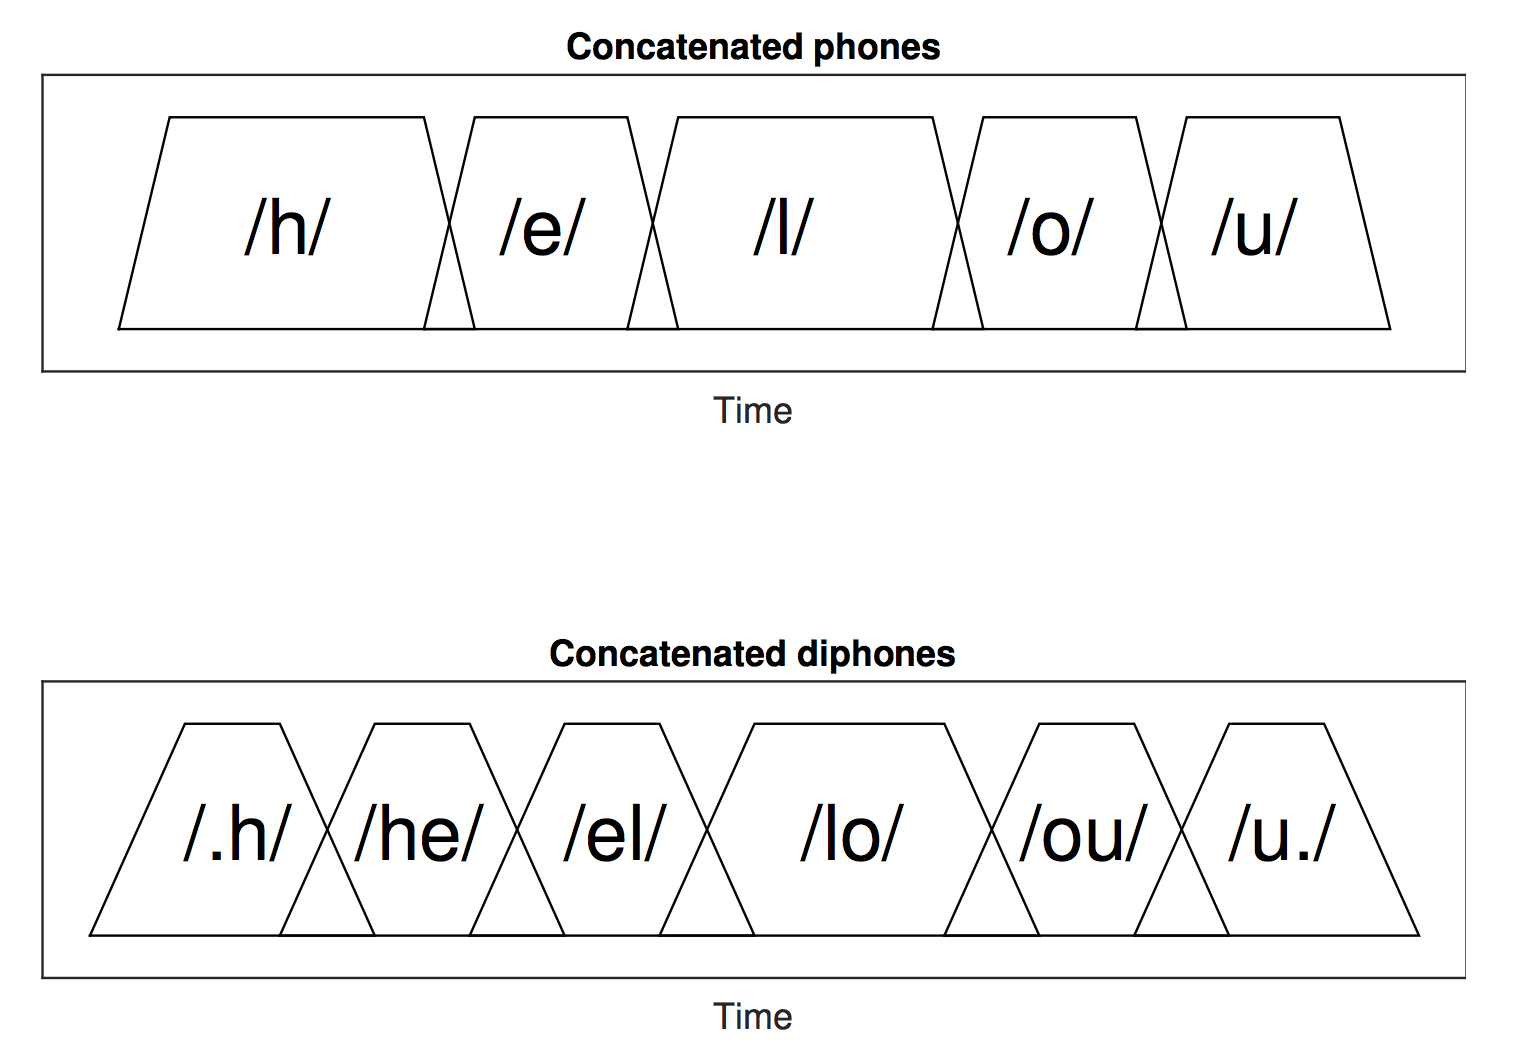 Concatenated phones
/h/ /e/ /l/ /o/ /u/
Time
Concatenated diphones
/.h/ /he/ /el/ /lo/ /ou/ /u./
Time